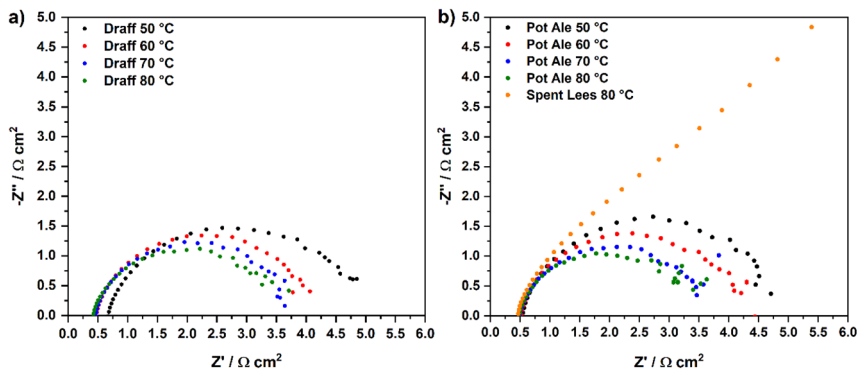 a)
Draff 50 °C
Draff 60 °C
Draff 70 °C
Draff 80 °C
-Z'' / Ω cm²
5.0
4.5
4.0
3.5
3.0
2.5
2.0
1.5
1.0
0.5
0.0
0.0 0.5 1.0 1.5 2.0 2.5 3.0 3.5 4.0 4.5 5.0 5.5 6.0
Z' / Ω cm²
b)
Pot Ale 50 °C
Pot Ale 60 °C
Pot Ale 70 °C
Pot Ale 80 °C
Spent Lees 80 °C
-Z'' / Ω cm²
5.0
4.5
4.0
3.5
3.0
2.5
2.0
1.5
1.0
0.5
0.0
0.0 0.5 1.0 1.5 2.0 2.5 3.0 3.5 4.0 4.5 5.0 5.5 6.0
Z' / Ω cm²